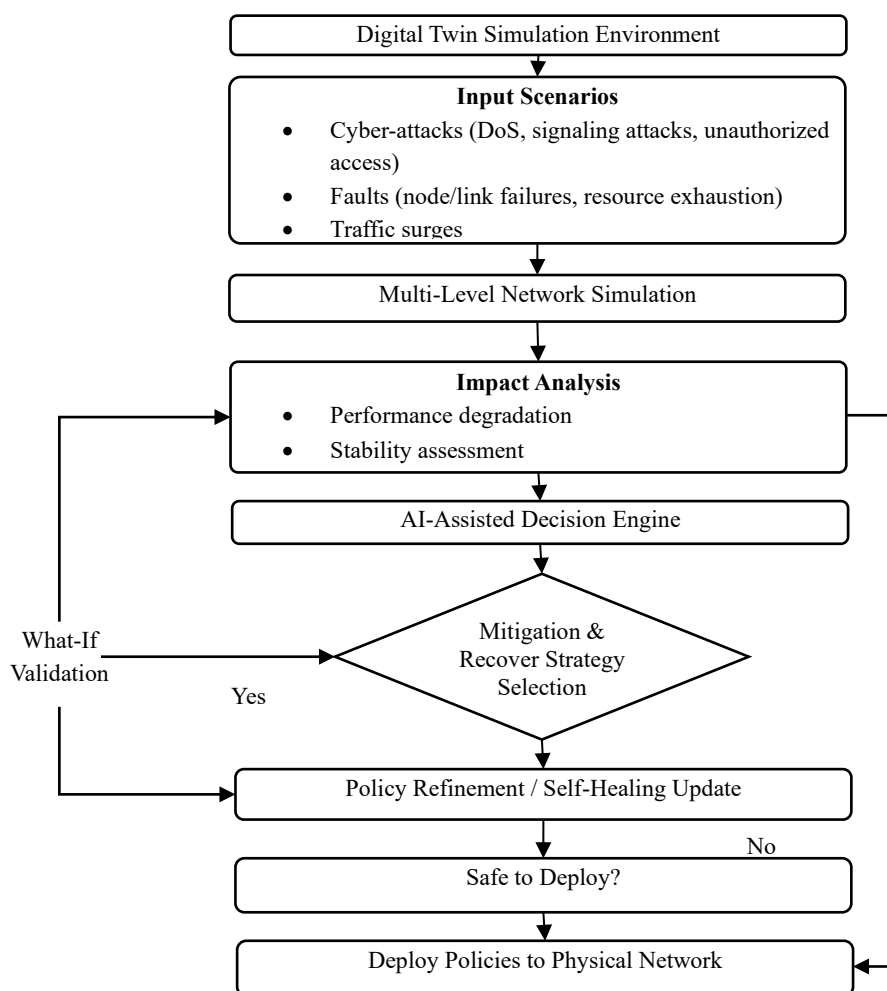 Digital Twin Simulation Environment
Input Scenarios
• Cyber-attacks (DoS, signaling attacks, unauthorized
access)
• Faults (node/link failures, resource exhaustion)
• Traffic surges
Multi-Level Network Simulation
Impact Analysis
• Performance degradation
• Stability assessment
AI-Assisted Decision Engine
Mitigation &
Recover Strategy
Selection
What-If
Validation
Yes
Policy Refinement / Self-Healing Update
No
Safe to Deploy?
Deploy Policies to Physical Network